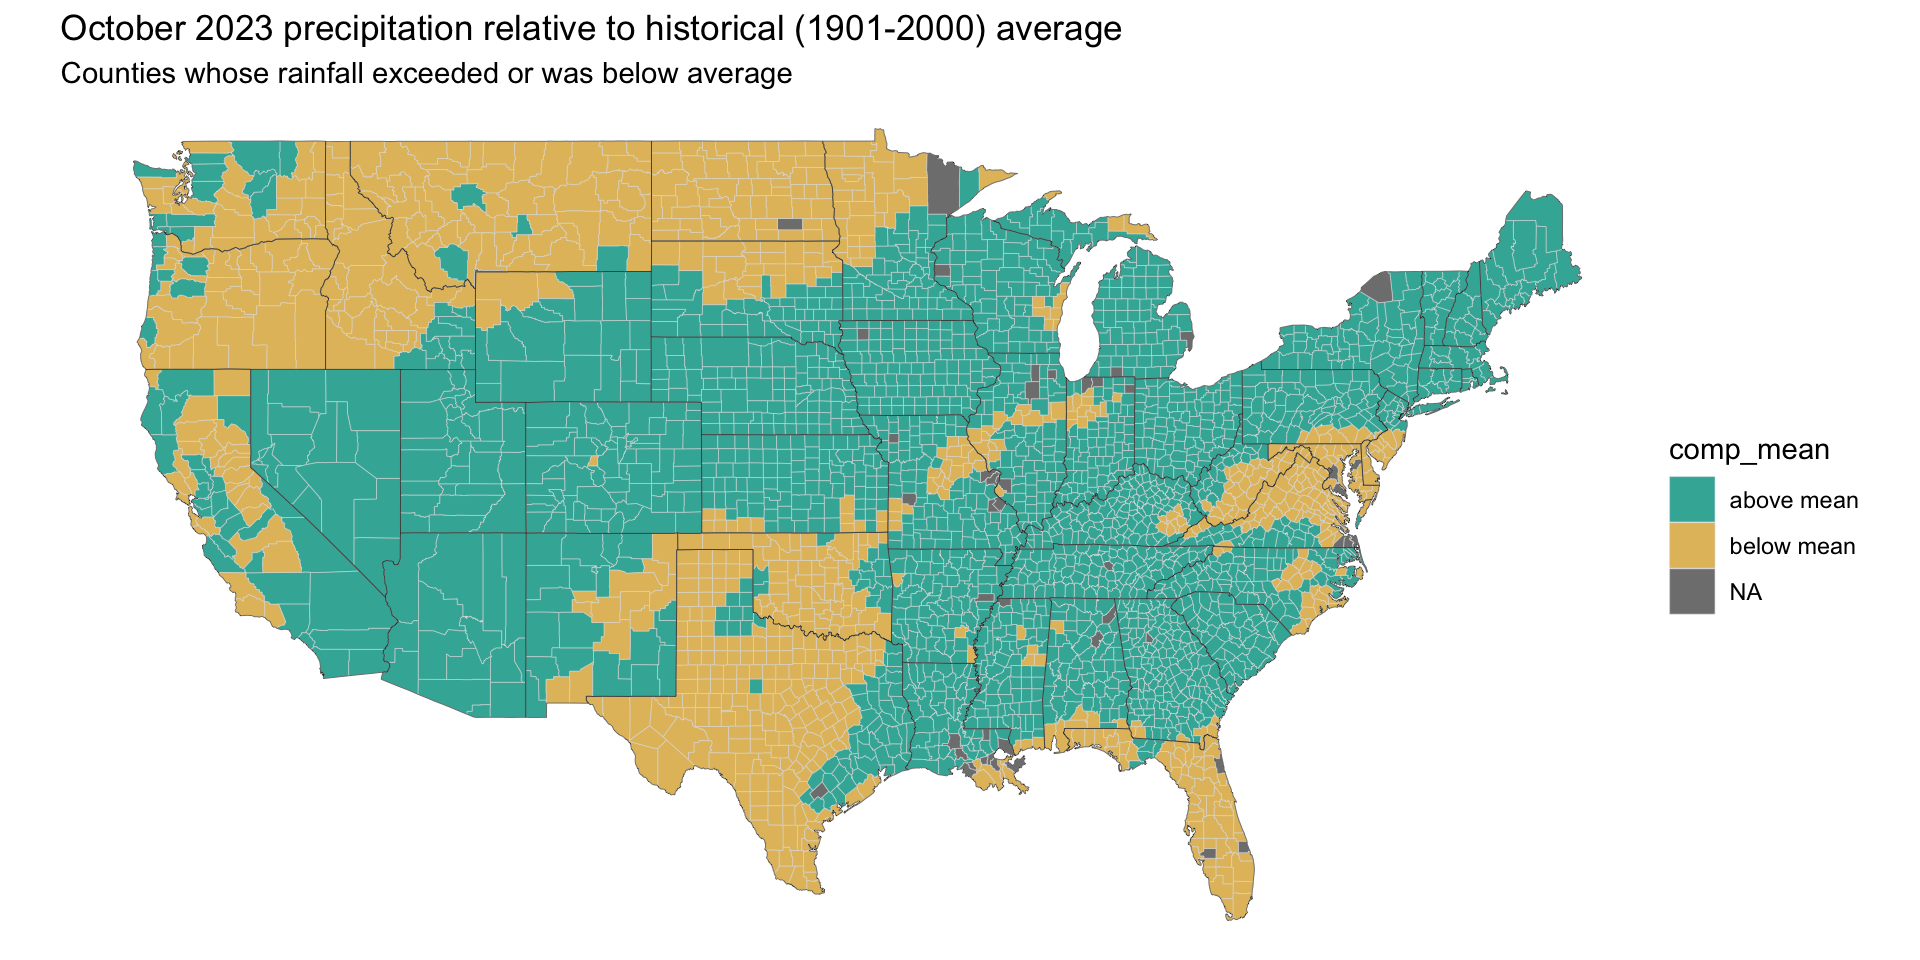 October 2023 precipitation relative to historical (1901-2000) average
Counties whose rainfall exceeded or was below average
comp_mean
above mean
below mean
NA